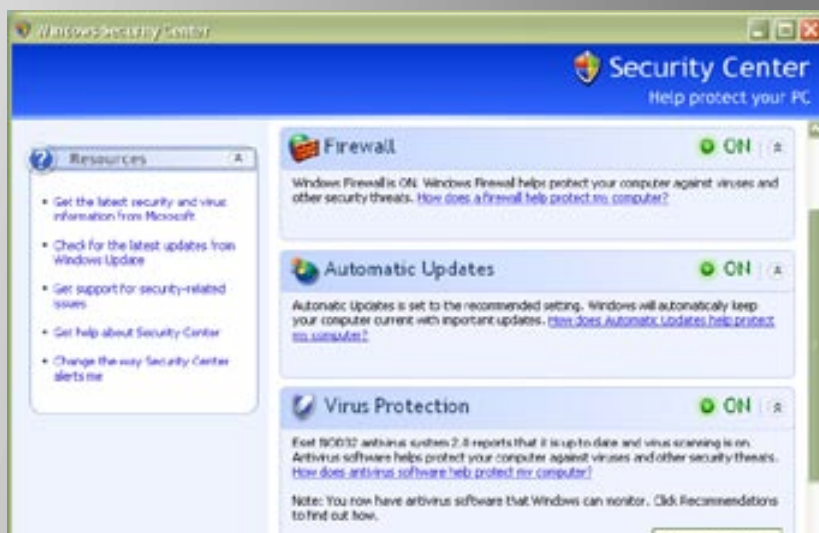 Windows Security Center
Security Center
Help protect your PC
Resources
Get the latest security and virus
information from Microsoft
Check for the latest updates from
Windows Update
Get support for security-related
issues
Get help about Security Center
Change the way Security Center
alerts me
Firewall
ON
Windows Firewall is ON. Windows Firewall helps protect your computer against viruses and
other security threats. How does a firewall help protect my computer?
Automatic Updates
ON
Automatic Updates is set to the recommended setting. Windows will automatically keep
your computer current with important updates. How does Automatic Updates help protect
my computer?
Virus Protection
ON
Eset NOD32 antivirus system 2.0 reports that it is up to date and virus scanning is on.
Antivirus software helps protect your computer against viruses and other security threats.
How does antivirus software help protect my computer?
Note: You now have antivirus software that Windows can monitor. Click Recommendations
to find out how.